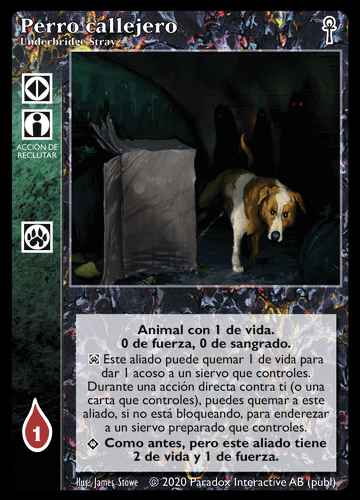 Perro callejero
Underbridge Stray
ACCIÓN DE
RECLUTAR
Animal con 1 de vida.
0 de fuerza, 0 de sangrado.
Este aliado puede quemar 1 de vida para
dar 1 acoso a un siervo que controles.
Durante una acción directa contra ti (o una
carta que controles), puedes quemar a este
aliado, si no está bloqueando, para enderezar
a un siervo preparado que controles.
Como antes, pero este aliado tiene
2 de vida y 1 de fuerza.
1
Illus: James Stowe © 2020 Paradox Interactive AB (publ)